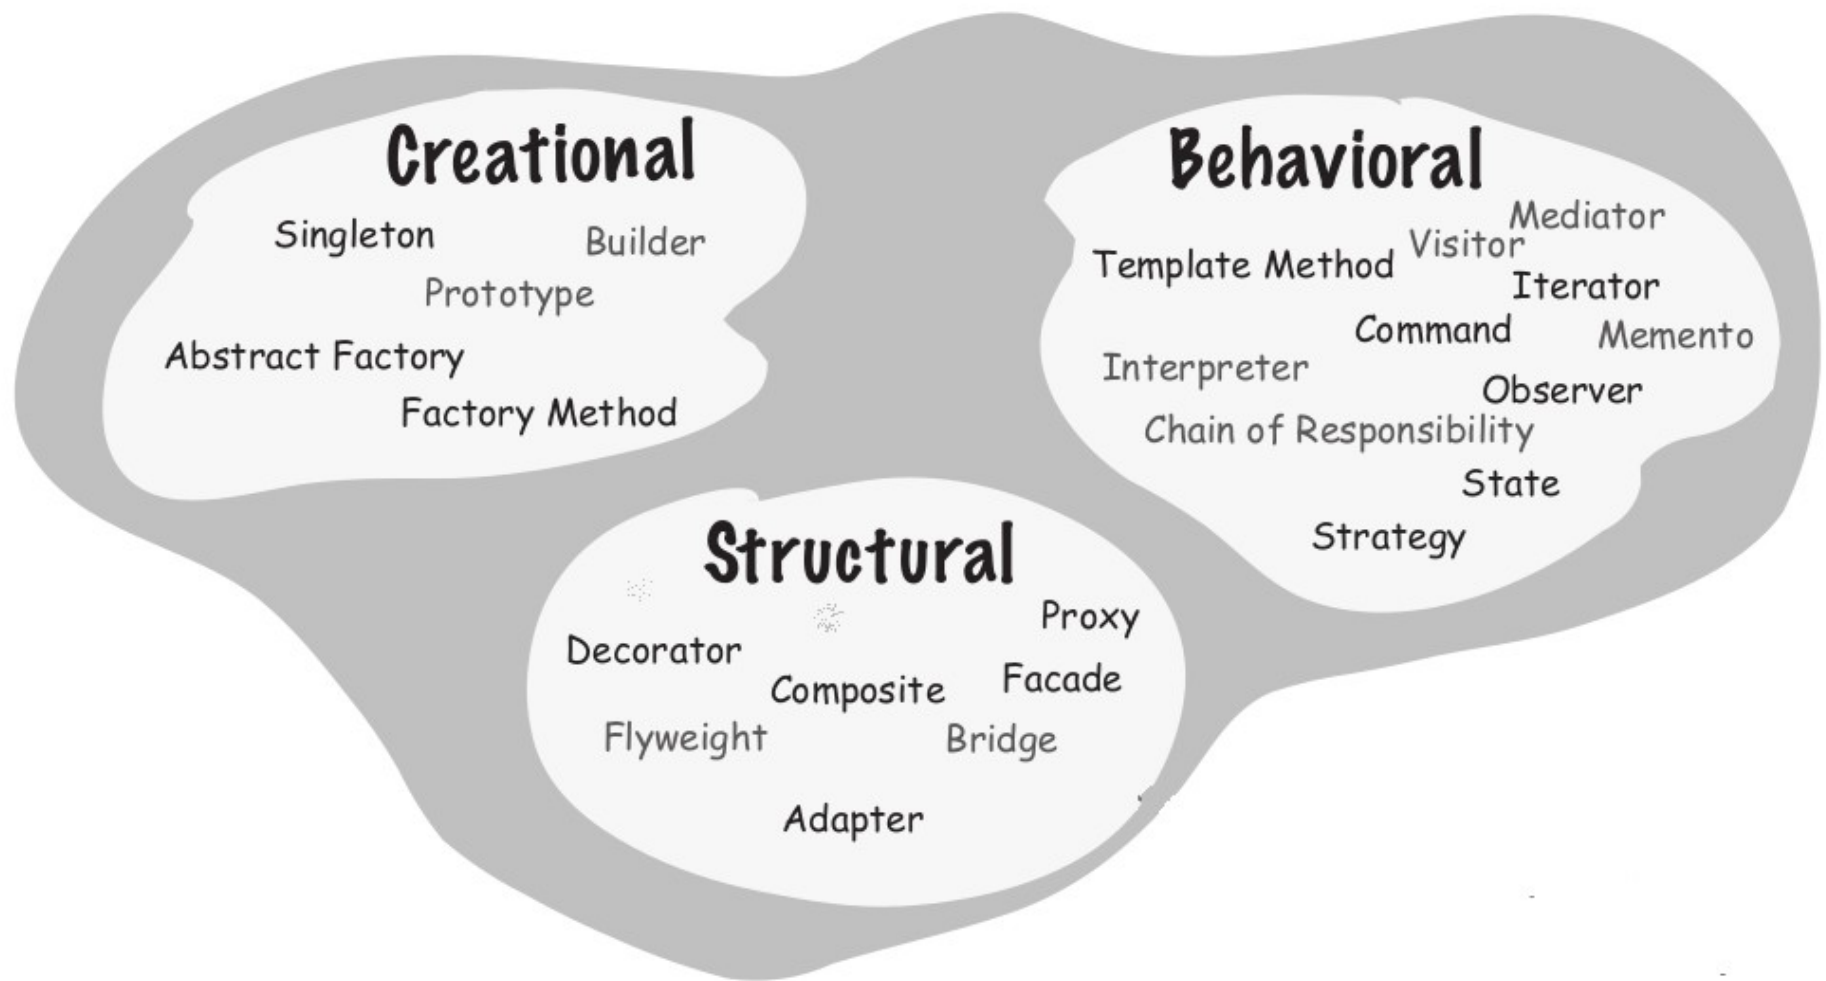 Creational
Singleton
Builder
Prototype
Abstract Factory
Factory Method
Behavioral
Mediator
Visitor
Template Method
Iterator
Command
Memento
Interpreter
Observer
Chain of Responsibility
State
Strategy
Structural
Proxy
Decorator
Facade
Composite
Flyweight
Bridge
Adapter